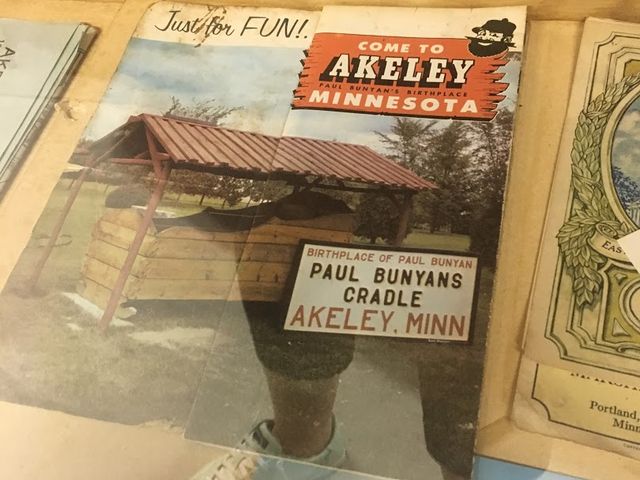 Just for FUN!.
COME TO
AKELEY
PAUL BUNYAN'S BIRTHPLACE
MINNESOTA
BIRTHPLACE OF PAUL BUNYAN
PAUL BUNYANS
CRADLE
AKELEY, MINN
EAS
Portland,
Minn